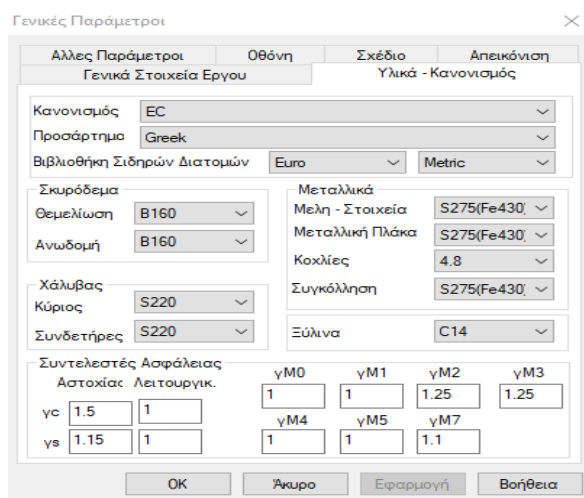 Γενικές Παράμετροι
Αλλες Παράμετροι Οθόνη Σχέδιο Απεικόνιση
Γενικά Στοιχεία Εργου Υλικά - Κανονισμός
Κανονισμός EC
Προσάρτημα Greek
Βιβλιοθήκη Σιδηρών Διατομών Euro Metric
Σκυρόδεμα
Θεμελίωση B160
Ανωδομή B160
Μεταλλικά
Μελη - Στοιχεία S275(Fe430)
Μεταλλική Πλάκα S275(Fe430)
Κοχλίες 4.8
Συγκόλληση S275(Fe430)
Χάλυβας
Κύριος S220
Συνδετήρες S220
Ξύλινα C14
Συντελεστές Ασφάλειας
Αστοχίας Λειτουργικ.
γc 1.5 1
γs 1.15 1
γM0 γM1 γM2 γM3
1 1 1.25 1.25
γM4 γM5 γM7
1 1 1.1
OK Άκυρο Εφαρμογή Βοήθεια